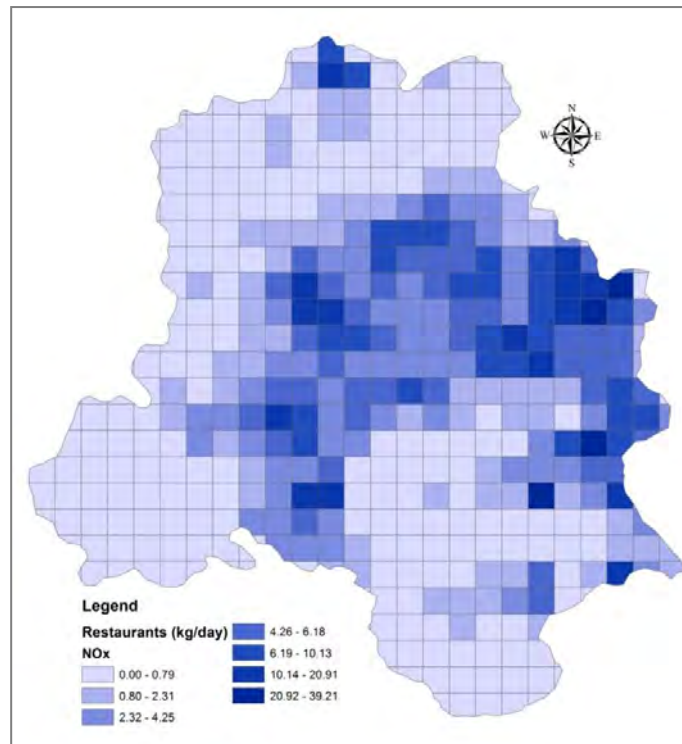 N
W E
S
Legend
Restaurants (kg/day)
NOx
0.00 - 0.79
0.80 - 2.31
2.32 - 4.25
4.26 - 6.18
6.19 - 10.13
10.14 - 20.91
20.92 - 39.21